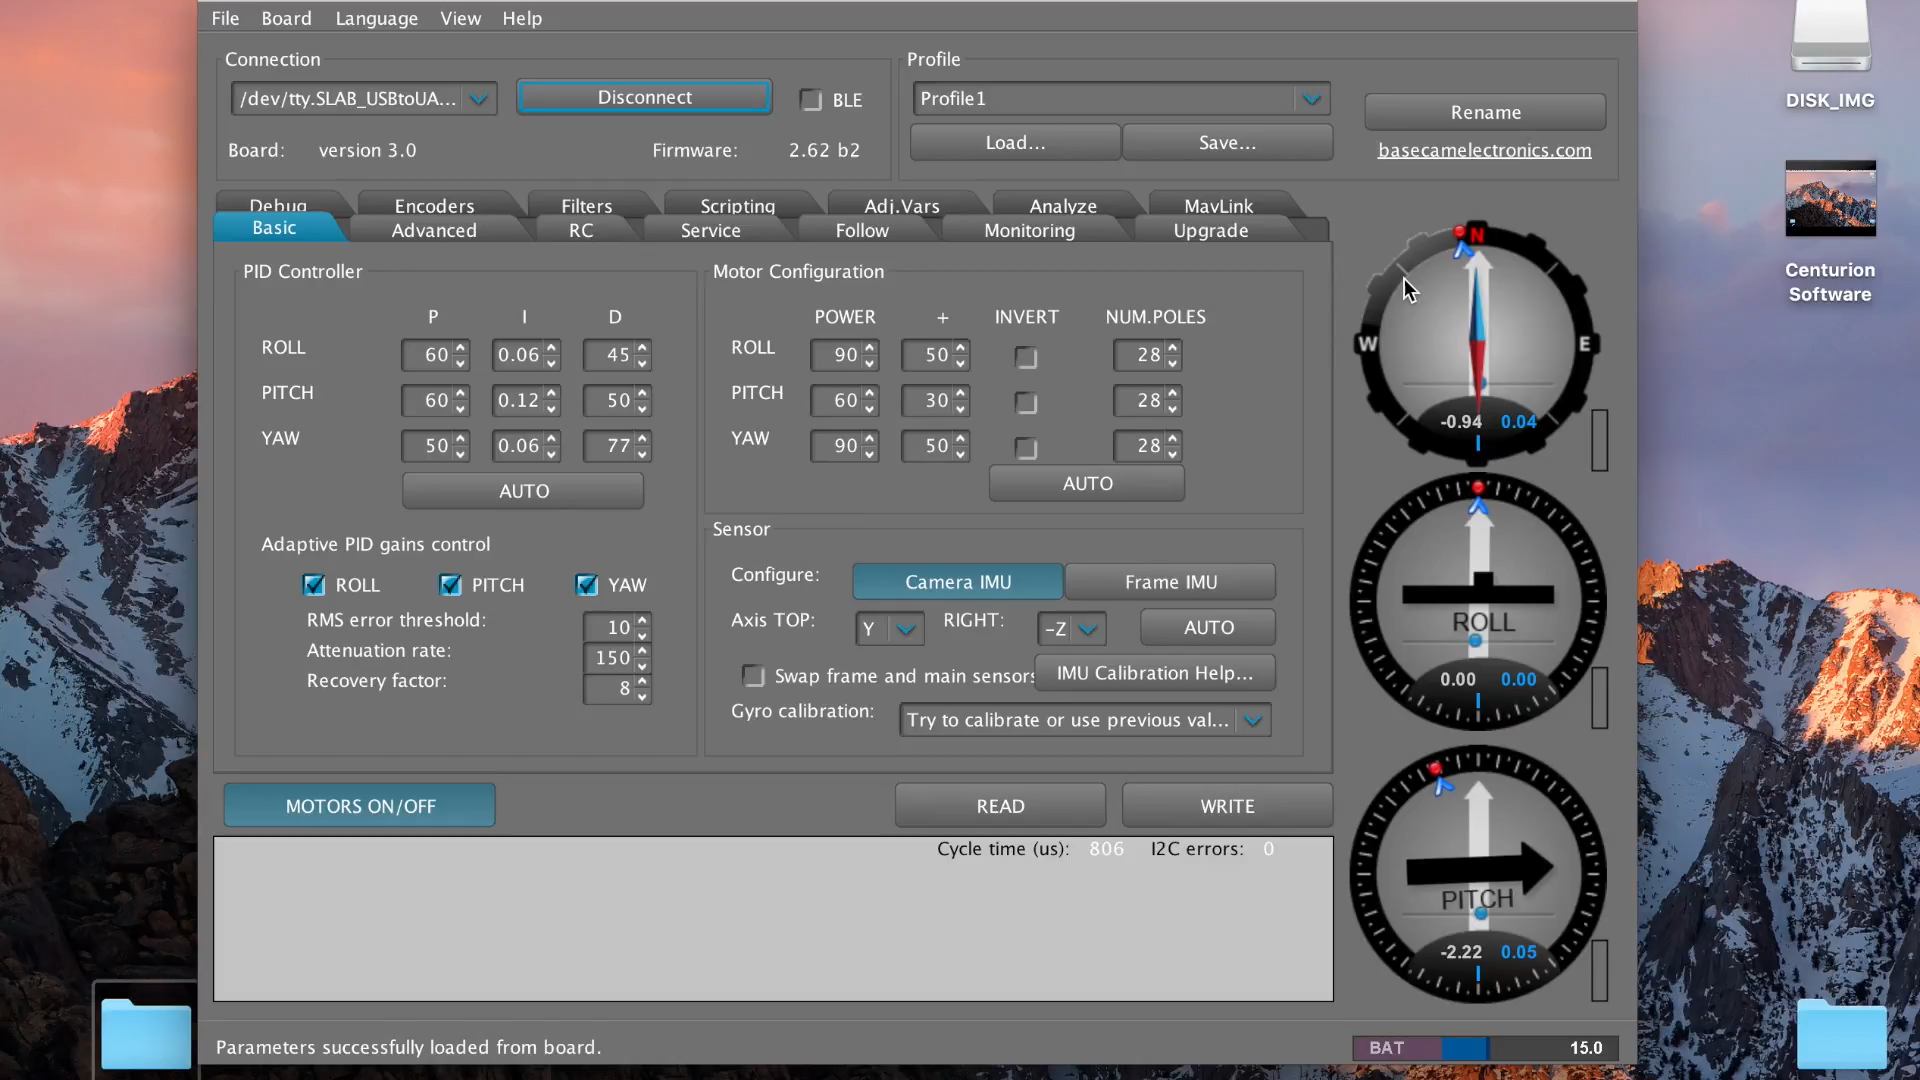 File Board Language View Help
Connection
/dev/tty.SLAB_USBtoUA... Disconnect BLE
Board: version 3.0 Firmware: 2.62 b2
Profile
Profile1
Load... Save... Rename
basecamelectronics.com
Debug Encoders Filters Scripting Adj.Vars Analyze MavLink
Basic Advanced RC Service Follow Monitoring Upgrade
PID Controller
P I D
ROLL 60 0.06 45
PITCH 60 0.12 50
YAW 50 0.06 77
AUTO
Adaptive PID gains control
ROLL PITCH YAW
RMS error threshold: 10
Attenuation rate: 150
Recovery factor: 8
Motor Configuration
POWER + INVERT NUM.POLES
ROLL 90 50 28
PITCH 60 30 28
YAW 90 50 28
AUTO
Sensor
Configure: Camera IMU Frame IMU
Axis TOP: Y RIGHT: -Z AUTO
Swap frame and main sensors IMU Calibration Help...
Gyro calibration: Try to calibrate or use previous val...
MOTORS ON/OFF READ WRITE
Cycle time (us): 806 I2C errors: 0
N
W E
-0.94 0.04
ROLL
0.00 0.00
PITCH
-2.22 0.05
Parameters successfully loaded from board.
BAT 15.0
DISK_IMG
Centurion
Software